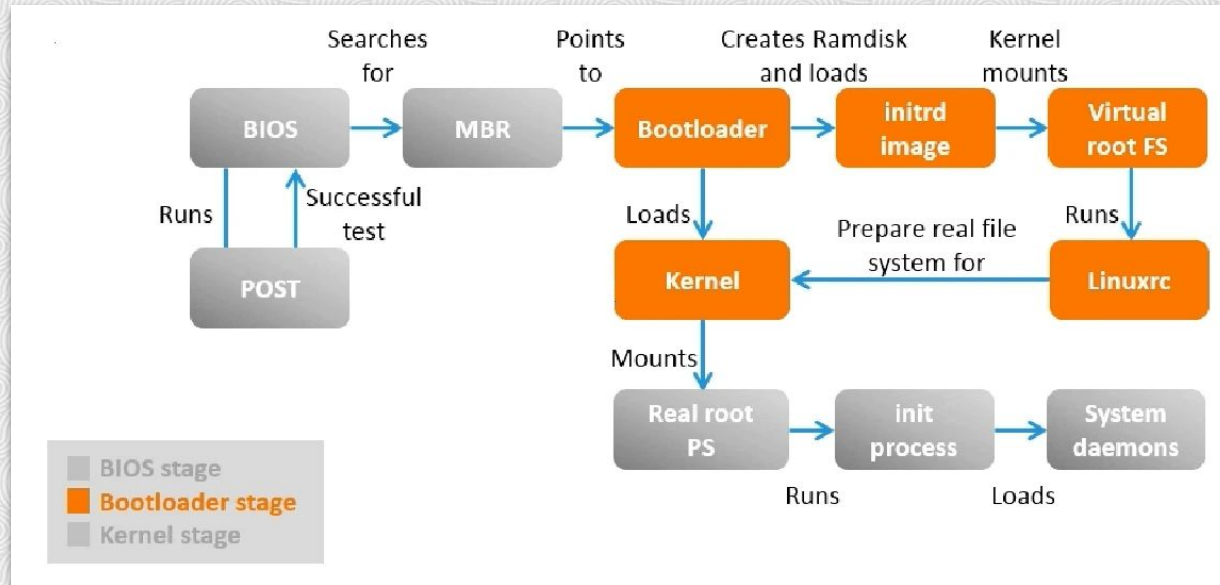 Searches
for
Points
to
Creates Ramdisk
and loads
Kernel
mounts
BIOS
MBR
Bootloader
initrd
image
Virtual
root FS
Runs
Successful
test
Loads
Prepare real file
system for
Runs
POST
Kernel
Linuxrc
Mounts
Real root
PS
init
process
System
daemons
Runs
Loads
BIOS stage
Bootloader stage
Kernel stage